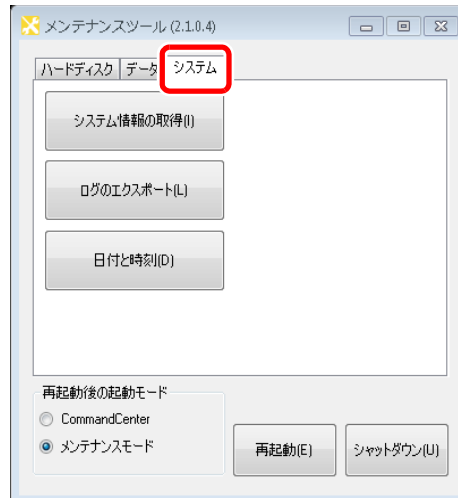 メンテナンスツール (2.1.0.4)
ハードディスク データ システム
システム情報の取得(I)
ログのエクスポート(L)
日付と時刻(D)
再起動後の起動モード
CommandCenter
メンテナンスモード
再起動(E) シャットダウン(U)